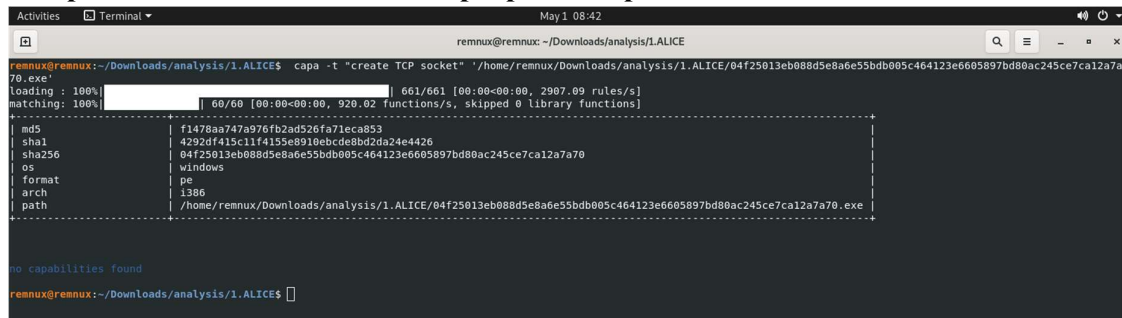 Activities Terminal May 1 08:42
remnux@remnux: ~/Downloads/analysis/1.ALICE
remnux@remnux:~/Downloads/analysis/1.ALICE$ capa -t "create TCP socket" '/home/remnux/Downloads/analysis/1.ALICE/04f25013eb088d5e8a6e55bdb005c464123e6605897bd80ac245ce7ca12a7a
70.exe'
loading : 100%| | 661/661 [00:00<00:00, 2907.09 rules/s]
matching: 100%| | 60/60 [00:00<00:00, 920.02 functions/s, skipped 0 library functions]
| md5 | f1478aa747a976fb2ad526fa71eca853 |
| sha1 | 4292df415c11f4155e8910ebcde8bd2da24e4426 |
| sha256 | 04f25013eb088d5e8a6e55bdb005c464123e6605897bd80ac245ce7ca12a7a70 |
| os | windows |
| format | pe |
| arch | i386 |
| path | /home/remnux/Downloads/analysis/1.ALICE/04f25013eb088d5e8a6e55bdb005c464123e6605897bd80ac245ce7ca12a7a70.exe |
no capabilities found
remnux@remnux:~/Downloads/analysis/1.ALICE$